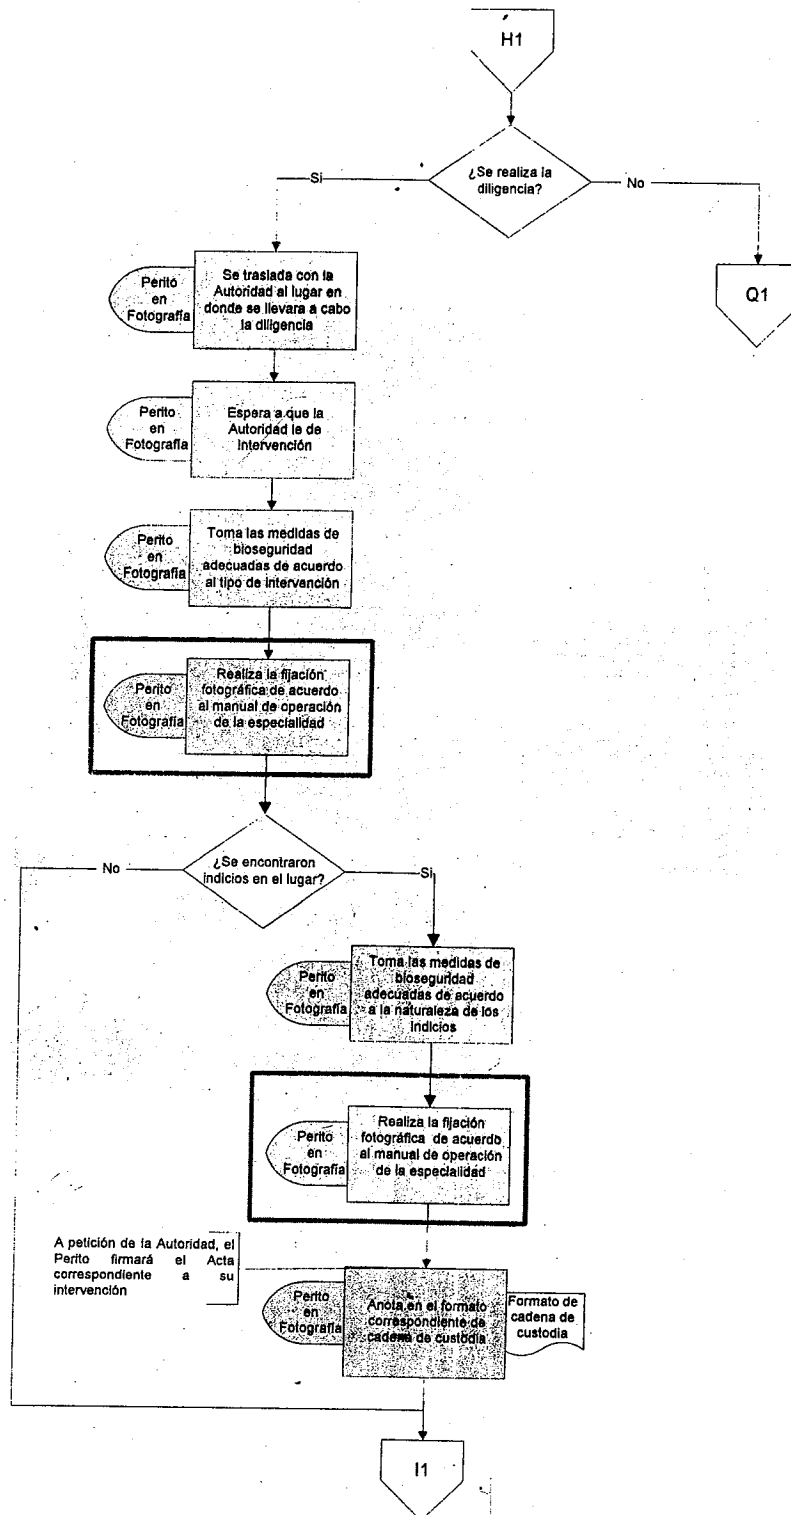 H1
¿Se realiza la
diligencia?
Si
No
Q1
Perito
en
Fotografía
Se traslada con la
Autoridad al lugar en
donde se llevara a cabo
la diligencia
Perito
en
Fotografía
Espera a que la
Autoridad le de
Intervención
Perito
en
Fotografía
Toma las medidas de
bioseguridad
adecuadas de acuerdo
al tipo de intervención
Perito
en
Fotografía
Realiza la fijación
fotográfica de acuerdo
al manual de operación
de la especialidad
¿Se encontraron
indicios en el lugar?
No
Si
Perito
en
Fotografía
Toma las medidas de
bioseguridad
adecuadas de acuerdo
a la naturaleza de los
indicios
Perito
en
Fotografía
Realiza la fijación
fotográfica de acuerdo
al manual de operación
de la especialidad
A petición de la Autoridad, el
Perito firmará el Acta
correspondiente a su
intervención
Perito
en
Fotografía
Anota en el formato
correspondiente de
cadena de custodia
Formato de
cadena de
custodia
I1